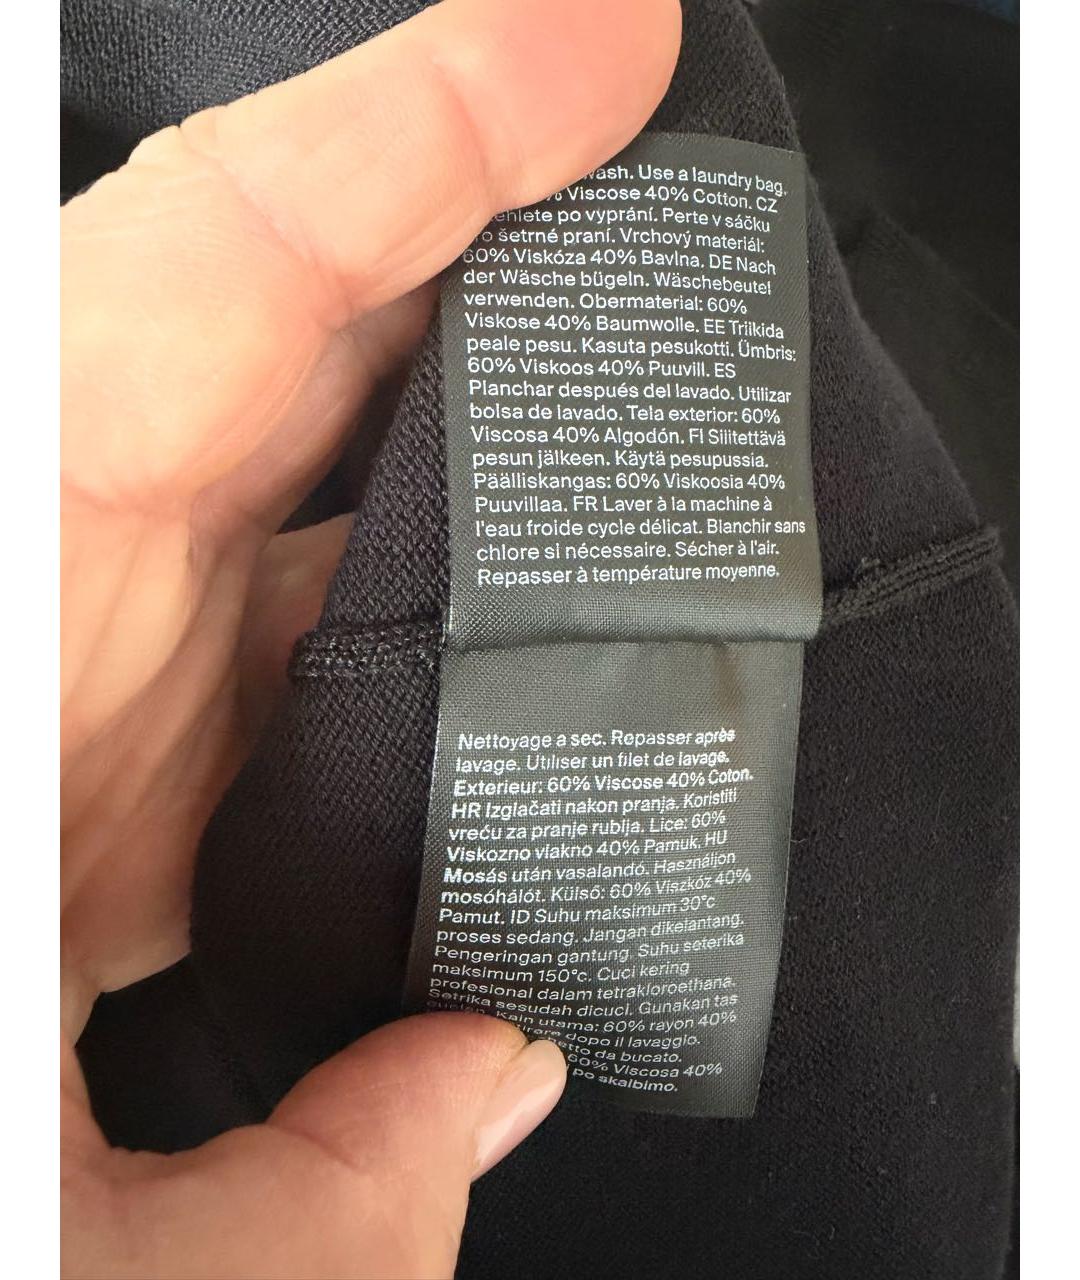 wash. Use a laundry bag.
% Viscose 40% Cotton. CZ
ehlete po vyprání. Perte v sáčku
ro šetrné praní. Vrchový materiál:
60% Viskóza 40% Bavlna. DE Nach
der Wäsche bügeln. Wäschebeutel
verwenden. Obermaterial: 60%
Viskose 40% Baumwolle. EE Triikida
peale pesu. Kasuta pesukotti. Ümbris:
60% Viskoos 40% Puuvill. ES
Planchar después del lavado. Utilizar
bolsa de lavado. Tela exterior: 60%
Viscosa 40% Algodón. FI Silitettävä
pesun jälkeen. Käytä pesupussia.
Päälliskangas: 60% Viskoosia 40%
Puuvillaa. FR Laver à la machine à
l'eau froide cycle délicat. Blanchir sans
chlore si nécessaire. Sécher à l'air.
Repasser à température moyenne.
Nettoyage a sec. Repasser après
lavage. Utiliser un filet de lavage.
Exterieur: 60% Viscose 40% Coton.
HR Izglačati nakon pranja. Koristiti
vreću za pranje rublja. Lice: 60%
Viskozno vlakno 40% Pamuk. HU
Mosás után vasalandó. Használjon
mosóhálót. Külső: 60% Viszkóz 40%
Pamut. ID Suhu maksimum 30°c
proses sedang. Jangan dikelantang.
Pengeringan gantung. Suhu seterika
maksimum 150°c. Cuci kering
profesional dalam tetrakloroethana.
Setrika sesudah dicuci. Gunakan tas
Kain utama: 60% rayon 40%
dopo il lavaggio.
da bucato.
60% Viscosa 40%
po skalbimo.